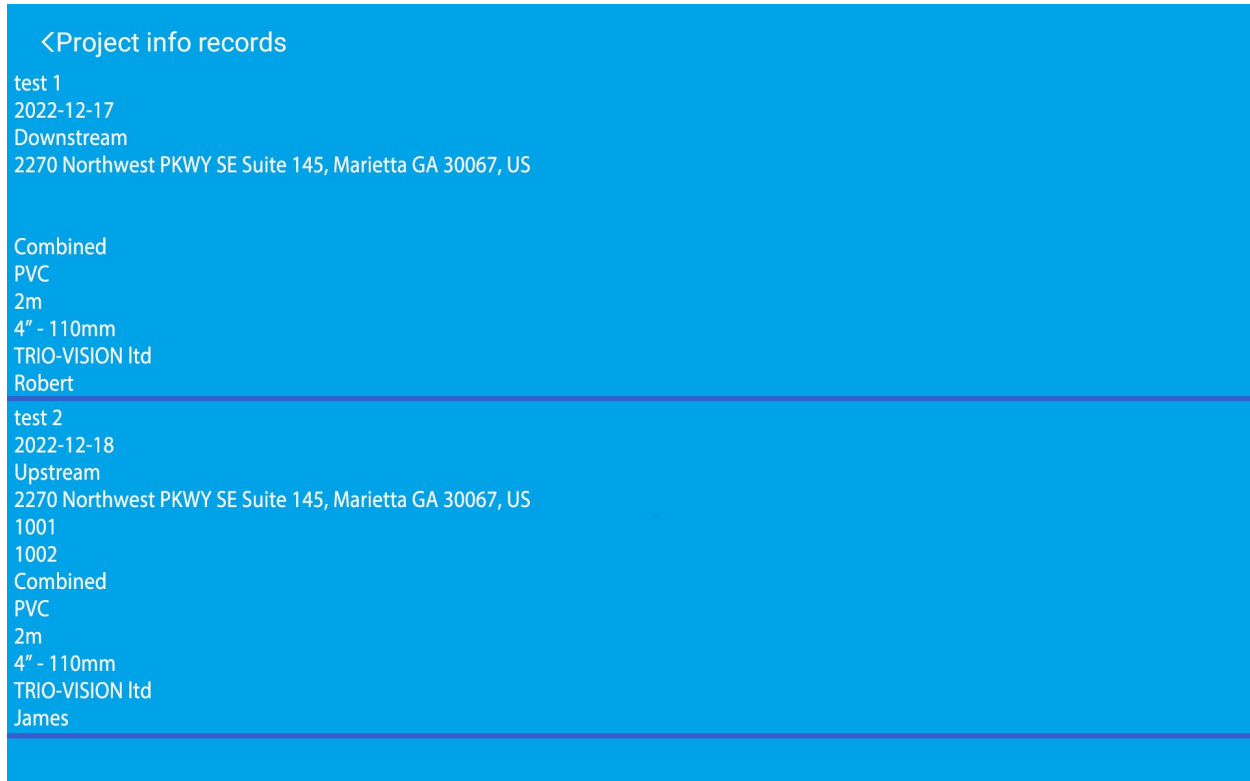 <Project info records
test 1
2022-12-17
Downstream
2270 Northwest PKWY SE Suite 145, Marietta GA 30067, US
Combined
PVC
2m
4” - 110mm
TRIO-VISION ltd
Robert
test 2
2022-12-18
Upstream
2270 Northwest PKWY SE Suite 145, Marietta GA 30067, US
1001
1002
Combined
PVC
2m
4” - 110mm
TRIO-VISION ltd
James